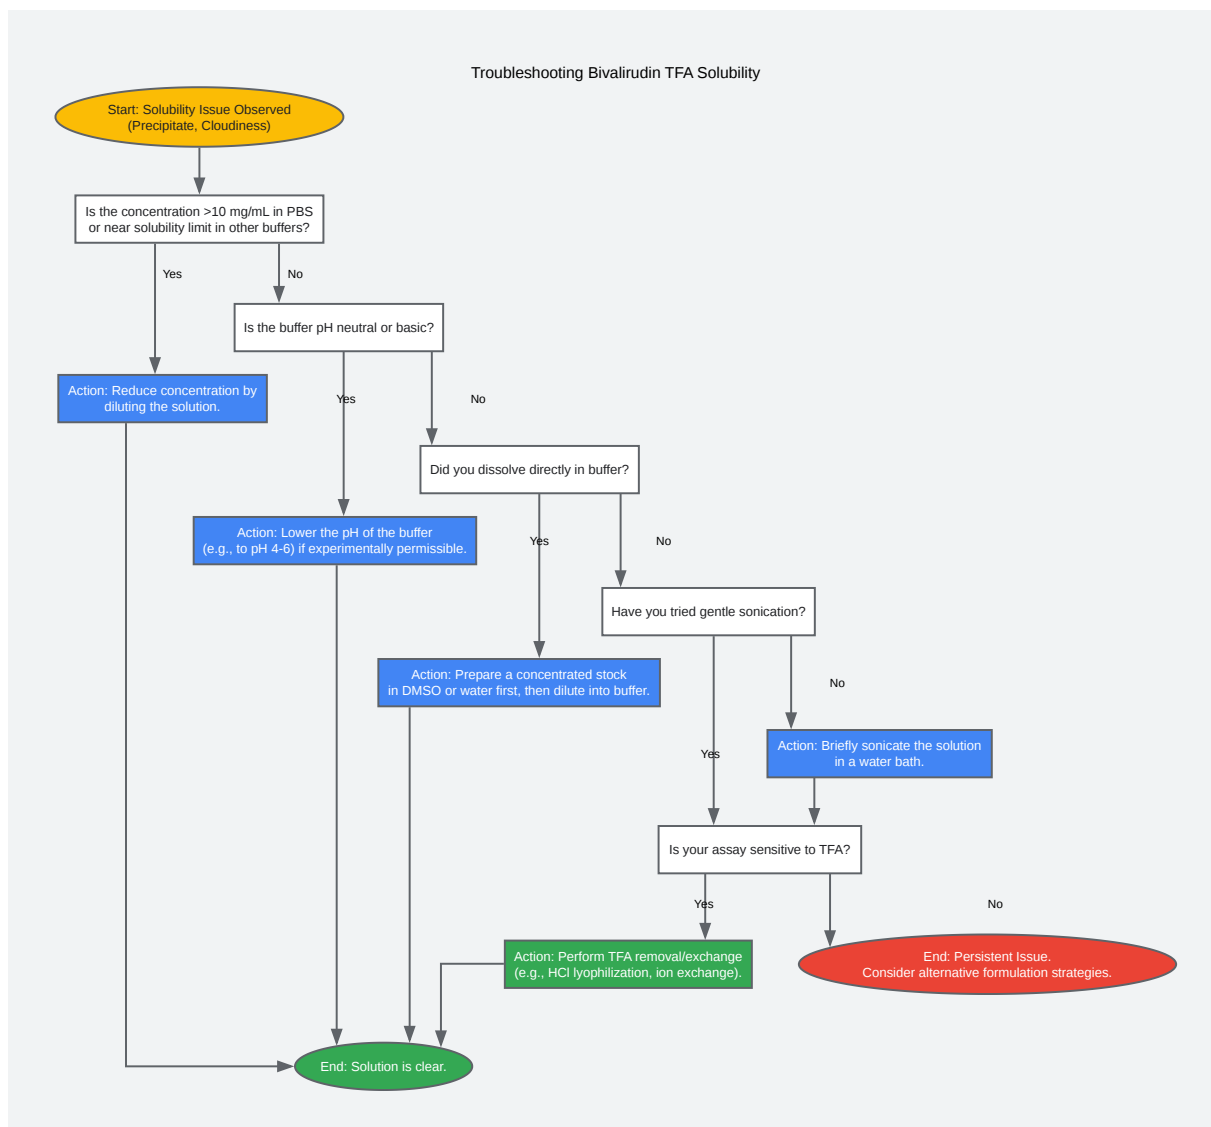 Troubleshooting Bivalirudin TFA Solubility
Start: Solubility Issue Observed
(Precipitate, Cloudiness)
Is the concentration >10 mg/mL in PBS
or near solubility limit in other buffers?
Yes
No
Is the buffer pH neutral or basic?
Action: Reduce concentration by
diluting the solution.
Yes
No
Did you dissolve directly in buffer?
Action: Lower the pH of the buffer
(e.g., to pH 4-6) if experimentally permissible.
Yes
No
Have you tried gentle sonication?
Action: Prepare a concentrated stock
in DMSO or water first, then dilute into buffer.
No
Yes
Action: Briefly sonicate the solution
in a water bath.
Is your assay sensitive to TFA?
Yes
No
Action: Perform TFA removal/exchange
(e.g., HCl lyophilization, ion exchange).
End: Persistent Issue.
Consider alternative formulation strategies.
End: Solution is clear.